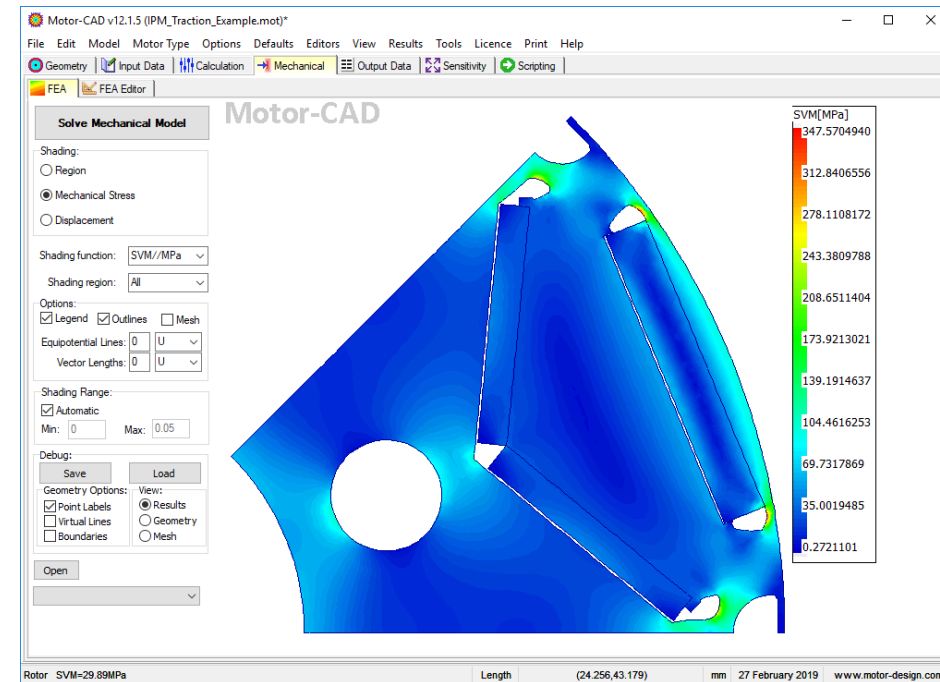 Motor-CAD v12.1.5 (IPM_Traction_Example.mot)*
File Edit Model Motor Type Options Defaults Editors View Results Tools Licence Print Help
Geometry Input Data Calculation Mechanical Output Data Sensitivity Scripting
FEA FEA Editor
Solve Mechanical Model
Motor-CAD
Shading:
Region
Mechanical Stress
Displacement
Shading function: SVM//MPa
Shading region: All
Options:
Legend Outlines Mesh
Equipotential Lines: 0 U
Vector Lengths: 0 U
Shading Range:
Automatic
Min: 0 Max: 0.05
Debug:
Save Load
Geometry Options: View:
Point Labels Results
Virtual Lines Geometry
Boundaries Mesh
Open
SVM[MPa]
347.5704940
312.8406556
278.1108172
243.3809788
208.6511404
173.9213021
139.1914637
104.4616253
69.7317869
35.0019485
0.2721101
Rotor SVM=29.89MPa Length (24.256,43.179) mm 27 February 2019 www.motor-design.com